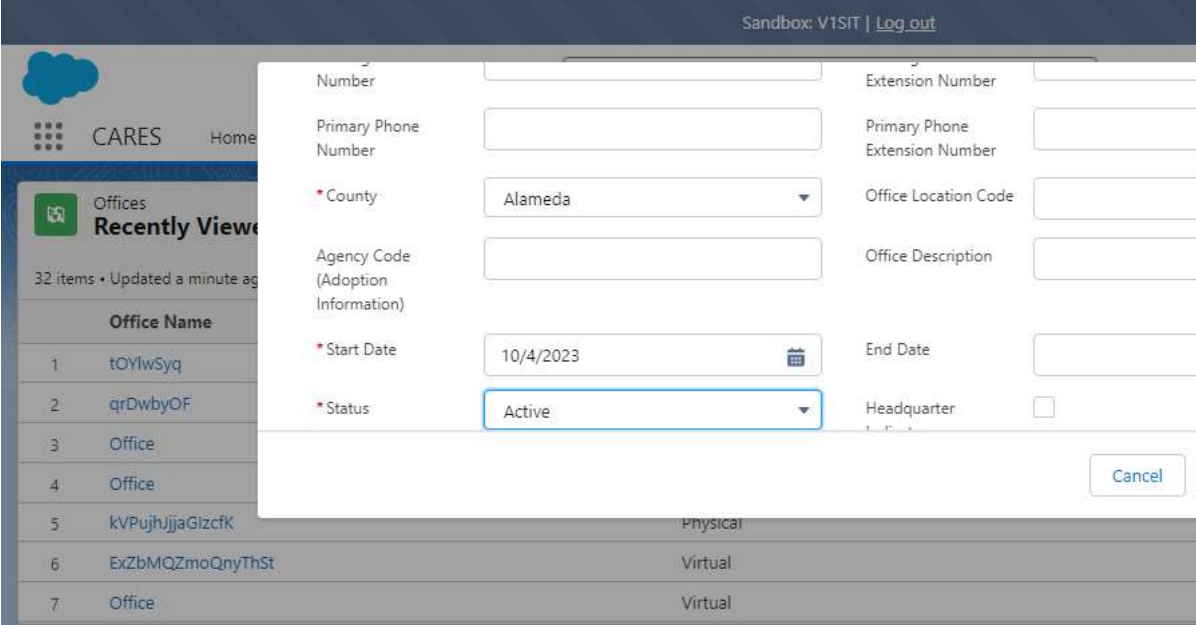 Sandbox: V1SIT | Log out
Number
Extension Number
CARES Home
Primary Phone
Number
Primary Phone
Extension Number
Offices
Recently Viewe
* County
Alameda
Office Location Code
32 items • Updated a minute ag
Agency Code
(Adoption
Information)
Office Description
Office Name
* Start Date
10/4/2023
End Date
1 tOYlwSyq
2 qrDwbyOF
* Status
Active
Headquarter
3 Office
4 Office
Cancel
5 kVPujhJjjaGIzcfK Physical
6 ExZbMQZmoQnyThSt Virtual
7 Office Virtual